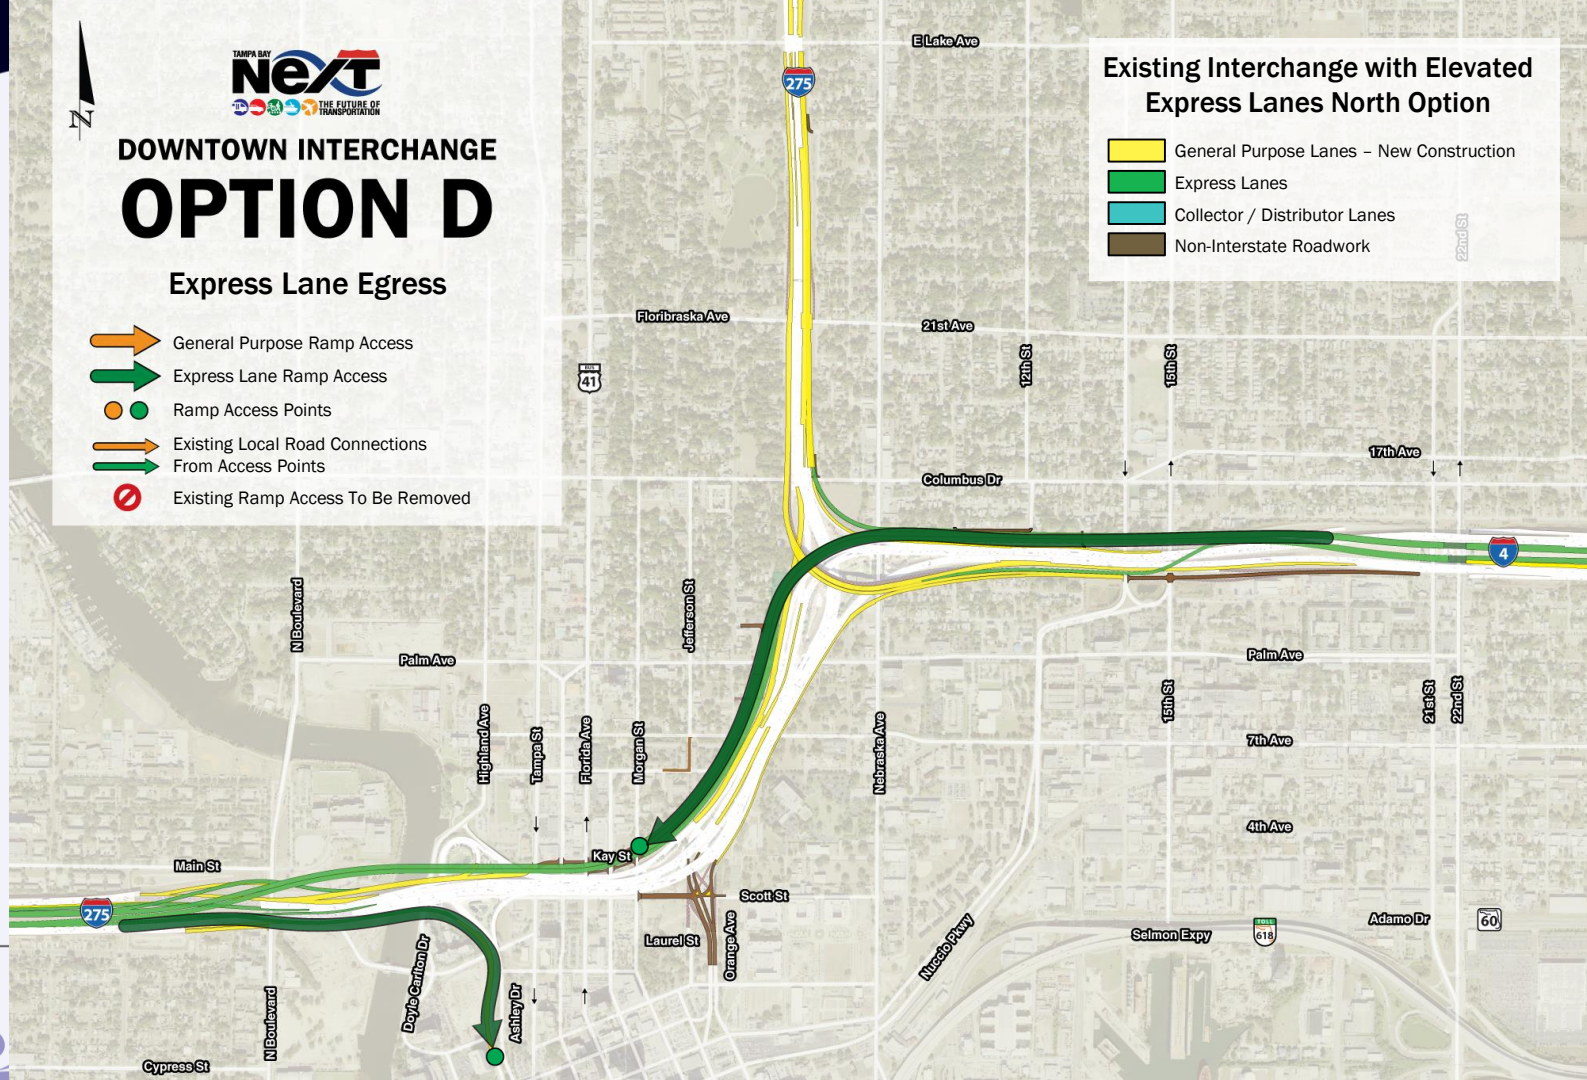 N
TAMPA BAY
NeXT
THE FUTURE OF
TRANSPORTATION
DOWNTOWN INTERCHANGE
OPTION D
Express Lane Egress
General Purpose Ramp Access
Express Lane Ramp Access
Ramp Access Points
Existing Local Road Connections
From Access Points
Existing Ramp Access To Be Removed
Existing Interchange with Elevated
Express Lanes North Option
General Purpose Lanes – New Construction
Express Lanes
Collector / Distributor Lanes
Non-Interstate Roadwork
E Lake Ave
275
22nd St
Floribraska Ave
21st Ave
12th St
15th St
BUS
41
17th Ave
Columbus Dr
4
N Boulevard
Jefferson St
Palm Ave
Palm Ave
15th St
21st St
22nd St
Highland Ave
Tampa St
Florida Ave
Morgan St
Nebraska Ave
7th Ave
4th Ave
Kay St
Main St
Scott St
275
Laurel St
Orange Ave
Nuccio Pkwy
Selmon Expy
TOLL
618
Adamo Dr
60
Doyle Carlton Dr
Ashley Dr
N Boulevard
Cypress St